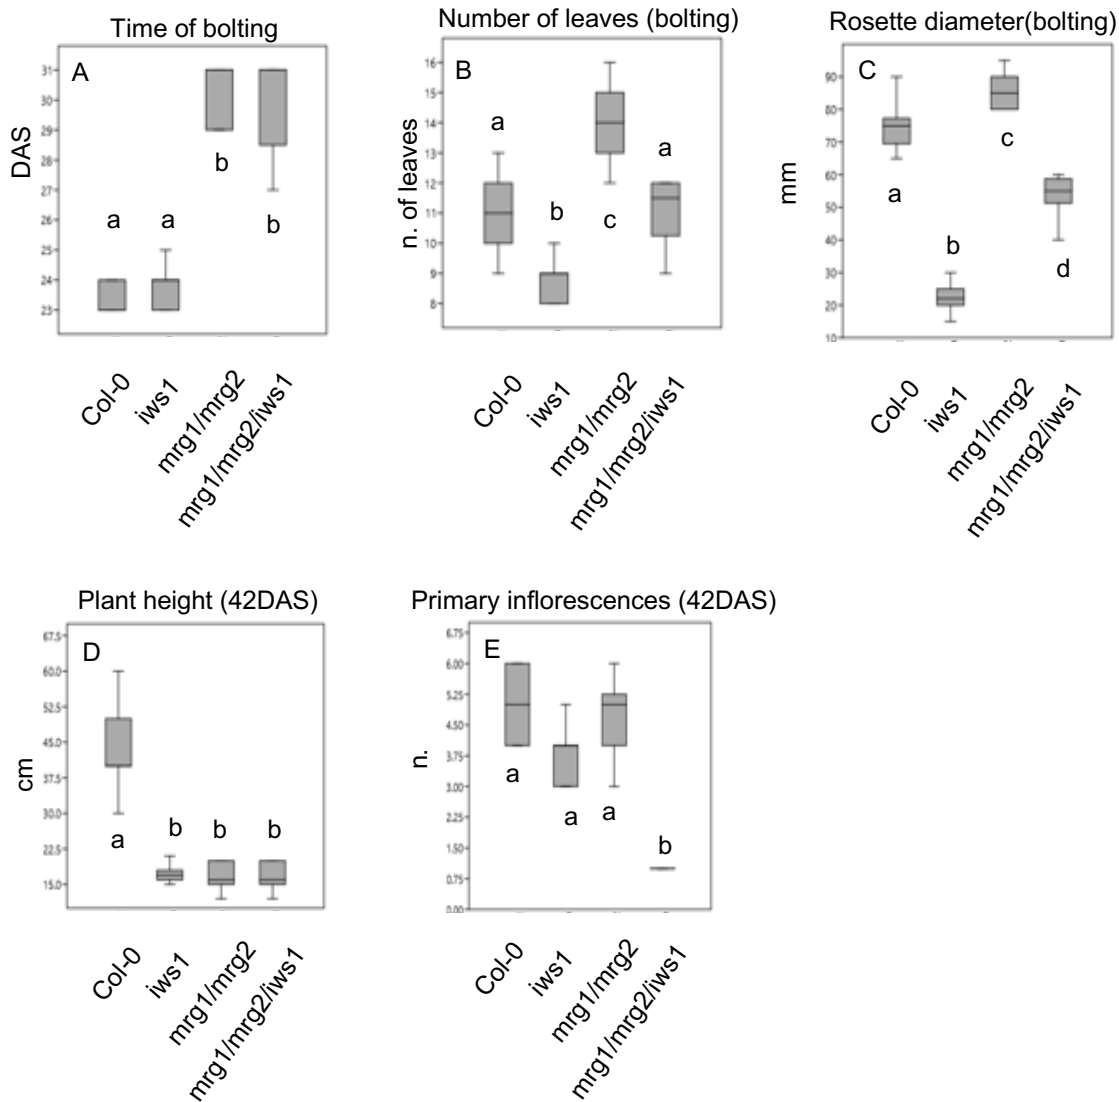 Time of bolting
A
DAS
31
30
29
28
27
26
25
24
23
a
a
b
b
Col-0
iws1
mrg1/mrg2
mrg1/mrg2/iws1
Number of leaves (bolting)
B
n. of leaves
16
15
14
13
12
11
10
9
8
a
b
c
a
Col-0
iws1
mrg1/mrg2
mrg1/mrg2/iws1
Rosette diameter(bolting)
C
mm
90
80
70
60
50
40
30
20
10
a
b
c
d
Col-0
iws1
mrg1/mrg2
mrg1/mrg2/iws1
Plant height (42DAS)
D
cm
67.5
60.0
52.5
45.0
37.5
30.0
22.5
15.0
a
b
b
b
Col-0
iws1
mrg1/mrg2
mrg1/mrg2/iws1
Primary inflorescences (42DAS)
E
n.
6.75
6.00
5.25
4.50
3.75
3.00
2.25
1.50
0.75
0.00
a
a
a
b
Col-0
iws1
mrg1/mrg2
mrg1/mrg2/iws1